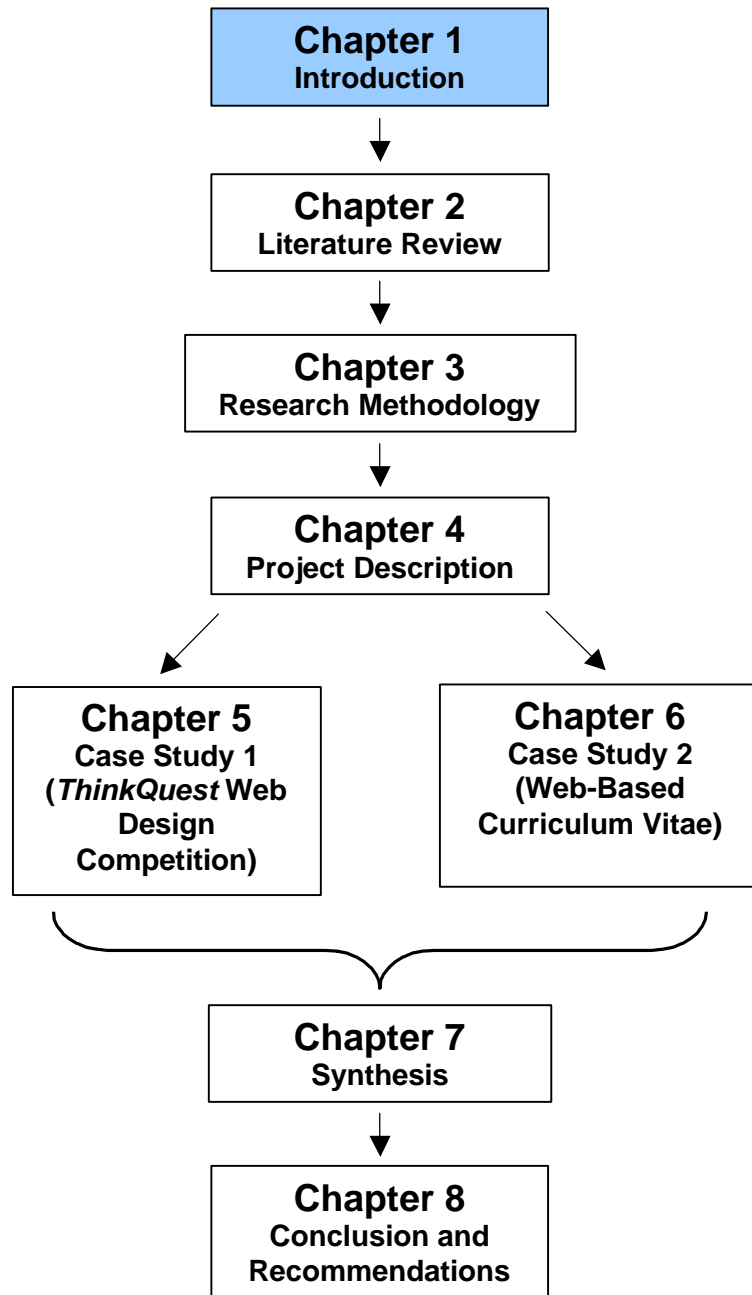 Chapter 1
Introduction
Chapter 2
Literature Review
Chapter 3
Research Methodology
Chapter 4
Project Description
Chapter 5
Case Study 1
(ThinkQuest Web
Design
Competition)
Chapter 6
Case Study 2
(Web-Based
Curriculum Vitae)
Chapter 7
Synthesis
Chapter 8
Conclusion and
Recommendations